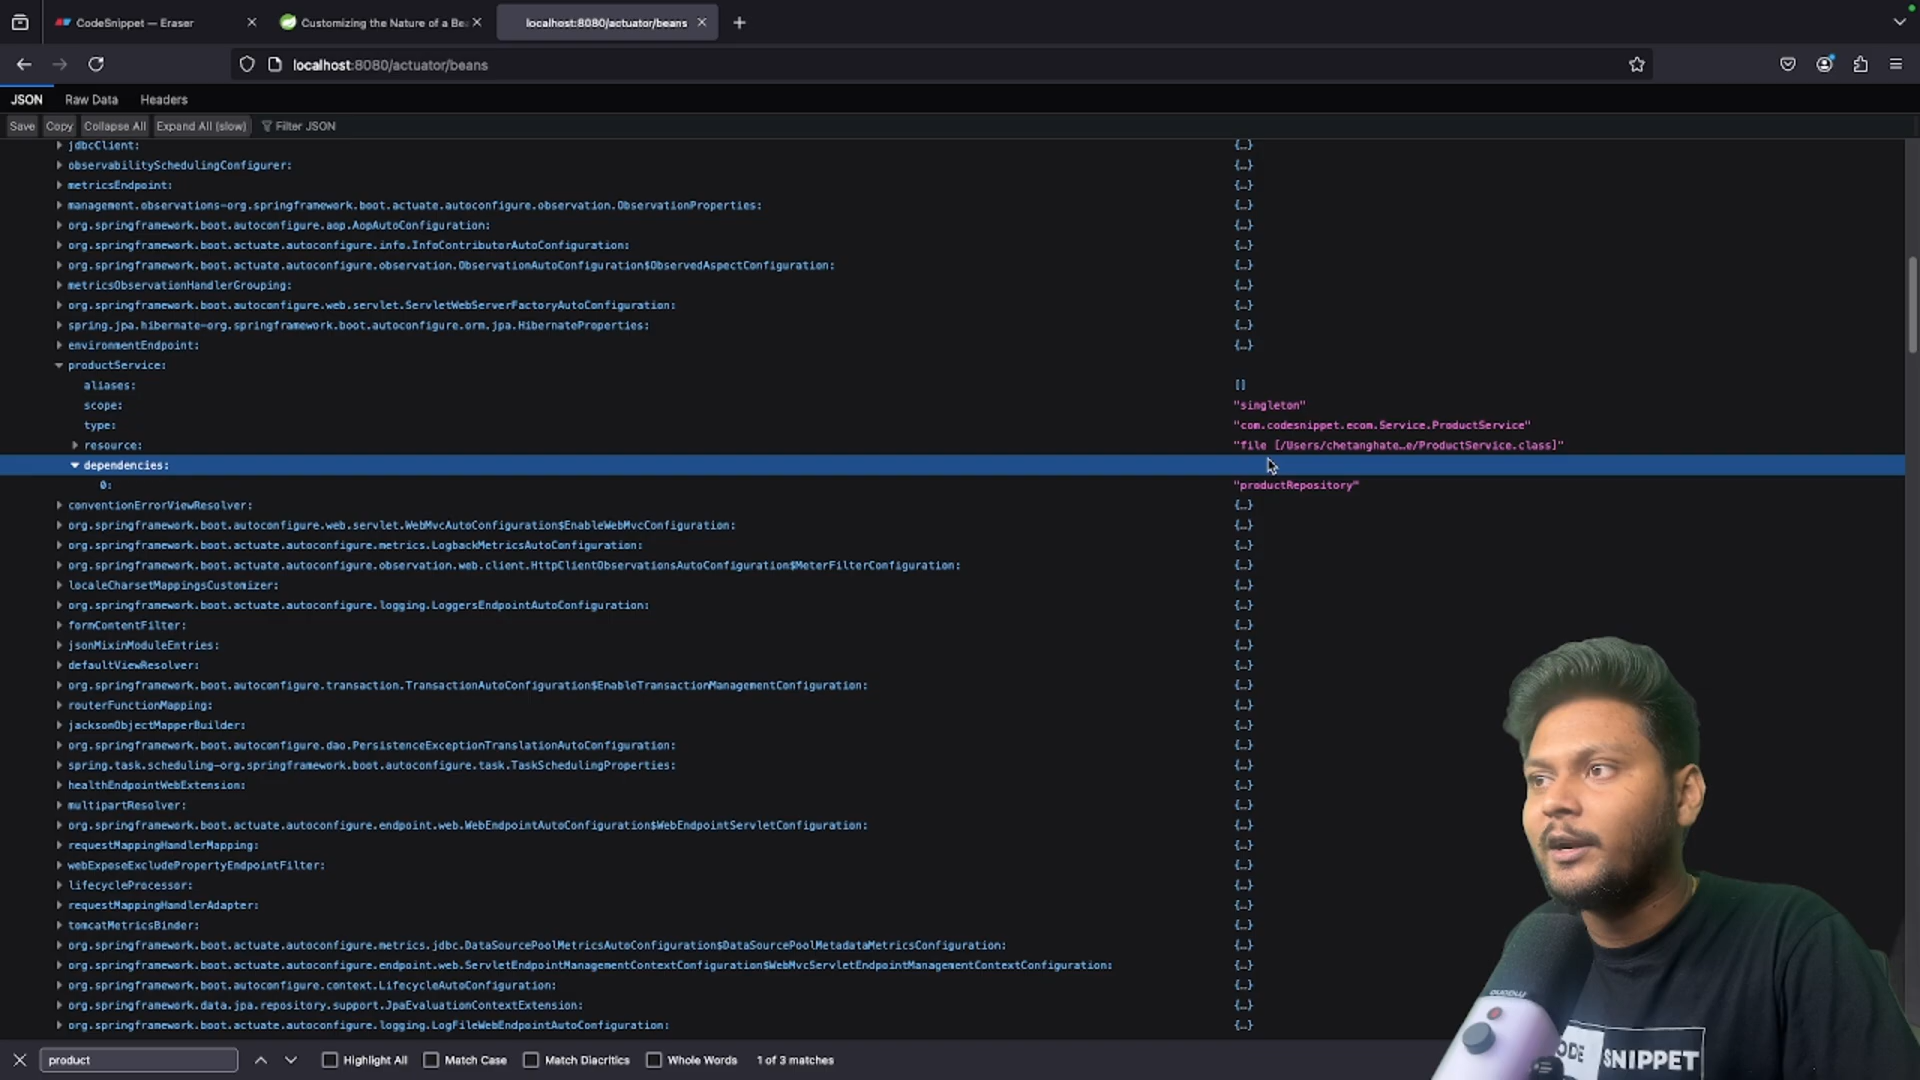 CodeSnippet — Eraser
Customizing the Nature of a Be
localhost:8080/actuator/beans
localhost:8080/actuator/beans
JSON Raw Data Headers
Save Copy Collapse All Expand All (slow) Filter JSON
jdbcClient: {…}
observabilitySchedulingConfigurer: {…}
metricsEndpoint: {…}
management.observations-org.springframework.boot.actuate.autoconfigure.observation.ObservationProperties: {…}
org.springframework.boot.autoconfigure.aop.AopAutoConfiguration: {…}
org.springframework.boot.actuate.autoconfigure.info.InfoContributorAutoConfiguration: {…}
org.springframework.boot.actuate.autoconfigure.observation.ObservationAutoConfiguration$ObservedAspectConfiguration: {…}
metricsObservationHandlerGrouping: {…}
org.springframework.boot.autoconfigure.web.servlet.ServletWebServerFactoryAutoConfiguration: {…}
spring.jpa.hibernate-org.springframework.boot.autoconfigure.orm.jpa.HibernateProperties: {…}
environmentEndpoint: {…}
productService:
aliases: []
scope: "singleton"
type: "com.codesnippet.ecom.Service.ProductService"
resource: "file [/Users/chetanghate…e/ProductService.class]"
dependencies:
0: "productRepository"
conventionErrorViewResolver: {…}
org.springframework.boot.autoconfigure.web.servlet.WebMvcAutoConfiguration$EnableWebMvcConfiguration: {…}
org.springframework.boot.actuate.autoconfigure.metrics.LogbackMetricsAutoConfiguration: {…}
org.springframework.boot.actuate.autoconfigure.observation.web.client.HttpClientObservationsAutoConfiguration$MeterFilterConfiguration: {…}
localeCharsetMappingsCustomizer: {…}
org.springframework.boot.actuate.autoconfigure.logging.LoggersEndpointAutoConfiguration: {…}
formContentFilter: {…}
jsonMixinModuleEntries: {…}
defaultViewResolver: {…}
org.springframework.boot.autoconfigure.transaction.TransactionAutoConfiguration$EnableTransactionManagementConfiguration: {…}
routerFunctionMapping: {…}
jacksonObjectMapperBuilder: {…}
org.springframework.boot.autoconfigure.dao.PersistenceExceptionTranslationAutoConfiguration: {…}
spring.task.scheduling-org.springframework.boot.autoconfigure.task.TaskSchedulingProperties: {…}
healthEndpointWebExtension: {…}
multipartResolver: {…}
org.springframework.boot.actuate.autoconfigure.endpoint.web.WebEndpointAutoConfiguration$WebEndpointServletConfiguration: {…}
requestMappingHandlerMapping: {…}
webExposeExcludePropertyEndpointFilter: {…}
lifecycleProcessor: {…}
requestMappingHandlerAdapter: {…}
tomcatMetricsBinder: {…}
org.springframework.boot.actuate.autoconfigure.metrics.jdbc.DataSourcePoolMetricsAutoConfiguration$DataSourcePoolMetadataMetricsConfiguration: {…}
org.springframework.boot.actuate.autoconfigure.endpoint.web.ServletEndpointManagementContextConfiguration$WebMvcServletEndpointManagementContextConfiguration: {…}
org.springframework.boot.autoconfigure.context.LifecycleAutoConfiguration: {…}
org.springframework.data.jpa.repository.support.JpaEvaluationContextExtension: {…}
org.springframework.boot.actuate.autoconfigure.logging.LogFileWebEndpointAutoConfiguration: {…}
product Highlight All Match Case Match Diacritics Whole Words 1 of 3 matches
maono
ODE SNIPPET